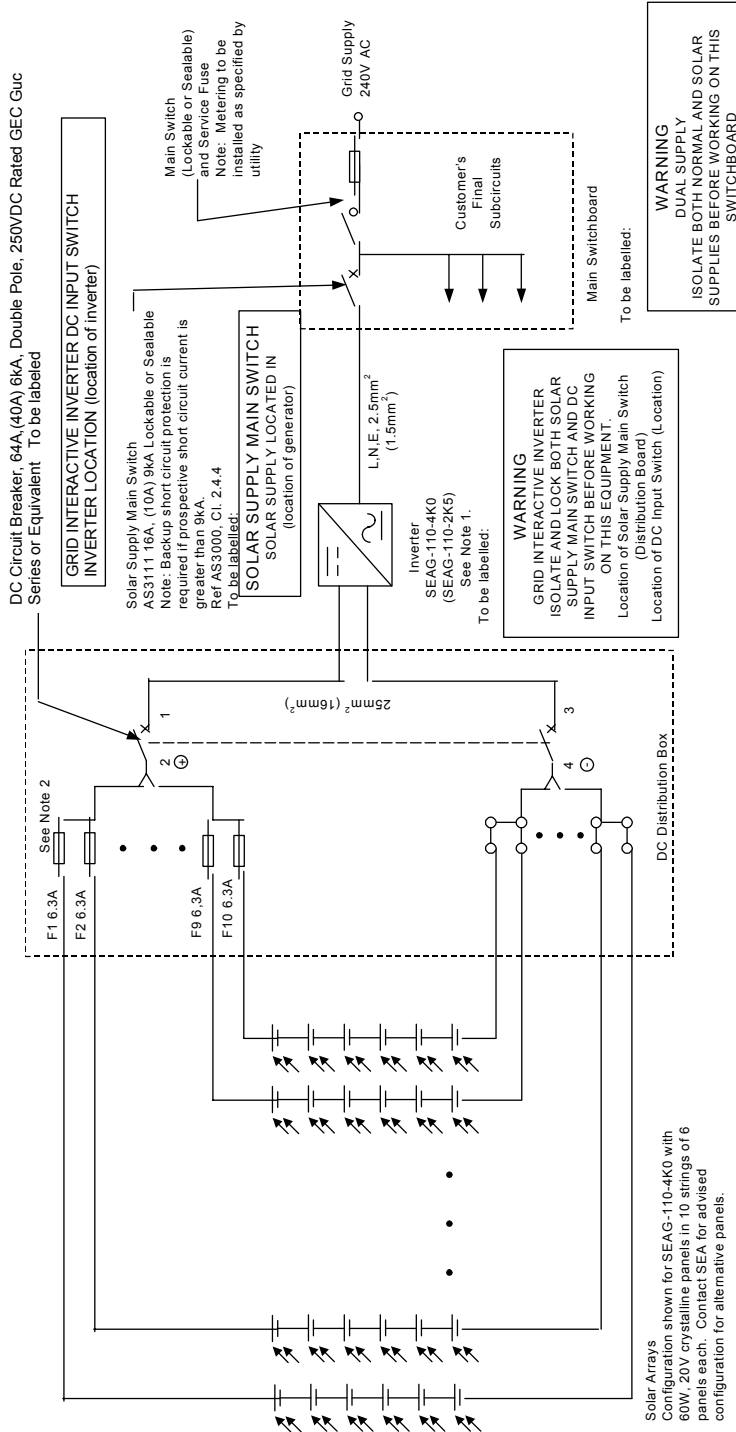 DC Circuit Breaker, 64A,(40A) 6kA, Double Pole, 250VDC Rated GEC Guc
Series or Equivalent To be labeled
GRID INTERACTIVE INVERTER DC INPUT SWITCH
INVERTER LOCATION (location of inverter)
Solar Supply Main Switch
AS3111 16A, (10A) 9kA Lockable or Sealable
Note: Backup short circuit protection is
required if prospective short circuit current is
greater than 9kA.
Ref AS3000, Cl. 2.4.4
To be labelled:
SOLAR SUPPLY MAIN SWITCH
SOLAR SUPPLY LOCATED IN
(location of generator)
Main Switch
(Lockable or Sealable)
and Service Fuse
Note: Metering to be
installed as specified by
utility
Grid Supply
240V AC
Customer's
Final
Subcircuits
Main Switchboard
To be labelled:
WARNING
DUAL SUPPLY
ISOLATE BOTH NORMAL AND SOLAR
SUPPLIES BEFORE WORKING ON THIS
SWITCHBOARD
L,N,E, 2.5mm²
(1.5mm²)
Inverter
SEAG-110-4K0
(SEAG-110-2K5)
See Note 1.
To be labelled:
WARNING
GRID INTERACTIVE INVERTER
ISOLATE AND LOCK BOTH SOLAR
SUPPLY MAIN SWITCH AND DC
INPUT SWITCH BEFORE WORKING
ON THIS EQUIPMENT.
Location of Solar Supply Main Switch
(Distribution Board)
Location of DC Input Switch (Location)
25mm² (16mm²)
1
2
+
3
4
-
See Note 2
F1 6.3A
F2 6.3A
F9 6,3A
F10 6.3A
DC Distribution Box
Solar Arrays
Configuration shown for SEAG-110-4K0 with
60W, 20V crystalline panels in 10 strings of 6
panels each. Contact SEA for advised
configuration for alternative panels.